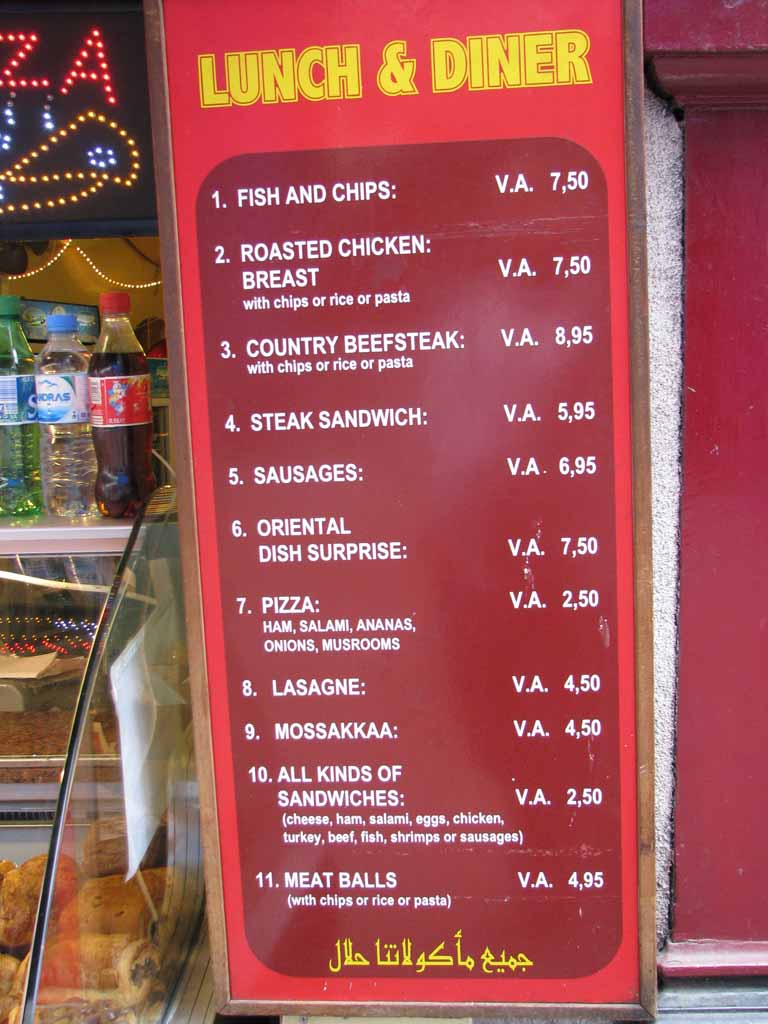 ZA
LUNCH & DINER
1. FISH AND CHIPS: V.A. 7,50
2. ROASTED CHICKEN:
BREAST V.A. 7,50
with chips or rice or pasta
3. COUNTRY BEEFSTEAK: V.A. 8,95
with chips or rice or pasta
4. STEAK SANDWICH: V.A. 5,95
5. SAUSAGES: V.A. 6,95
6. ORIENTAL
DISH SURPRISE: V.A. 7,50
7. PIZZA: V.A. 2,50
HAM, SALAMI, ANANAS,
ONIONS, MUSROOMS
8. LASAGNE: V.A. 4,50
9. MOSSAKKAA: V.A. 4,50
10. ALL KINDS OF
SANDWICHES: V.A. 2,50
(cheese, ham, salami, eggs, chicken,
turkey, beef, fish, shrimps or sausages)
11. MEAT BALLS V.A. 4,95
(with chips or rice or pasta)
جميع مأكولاتنا حلال